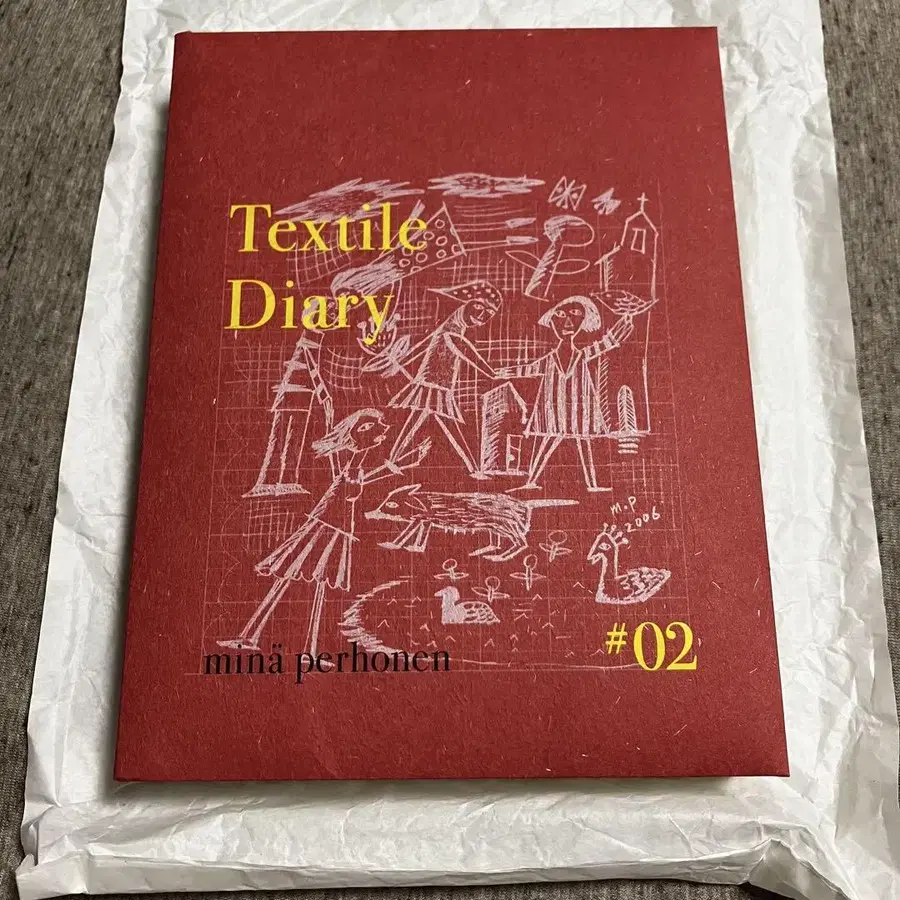 Textile
Diary
M.P
2006
minä perhonen
#02